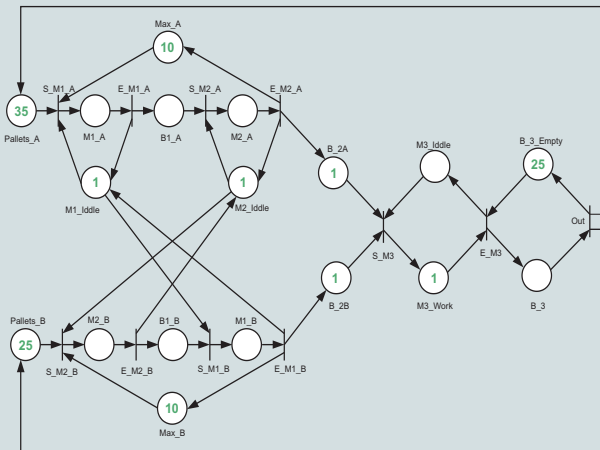 Max_A
10
S_M1_A
E_M1_A
S_M2_A
E_M2_A
35
Pallets_A
M1_A
B1_A
M2_A
B_2A
1
M3_Iddle
B_3_Empty
25
1
M1_Iddle
1
M2_Iddle
S_M3
E_M3
Out
1
B_2B
1
M3_Work
B_3
Pallets_B
25
M2_B
B1_B
M1_B
S_M2_B
E_M2_B
S_M1_B
E_M1_B
10
Max_B